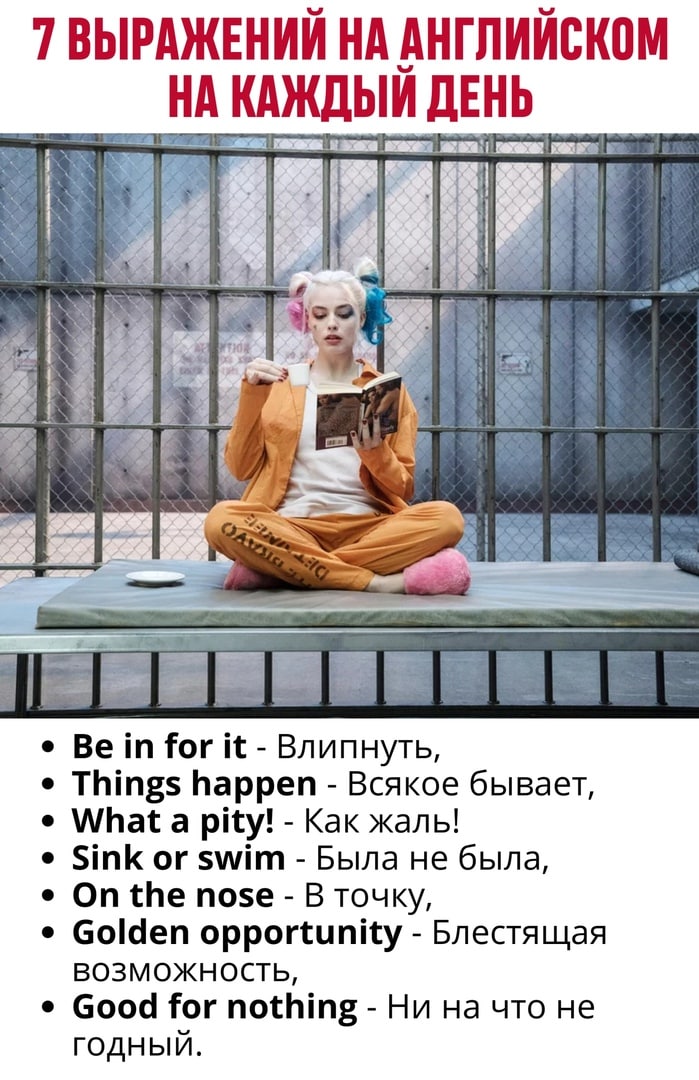 7 ВЫРАЖЕНИЙ НА АНГЛИЙСКОМ
НА КАЖДЫЙ ДЕНЬ
• Be in for it - Влипнуть,
• Things happen - Всякое бывает,
• What a pity! - Как жаль!
• Sink or swim - Была не была,
• On the nose - В точку,
• Golden opportunity - Блестящая
возможность,
• Good for nothing - Ни на что не
годный.